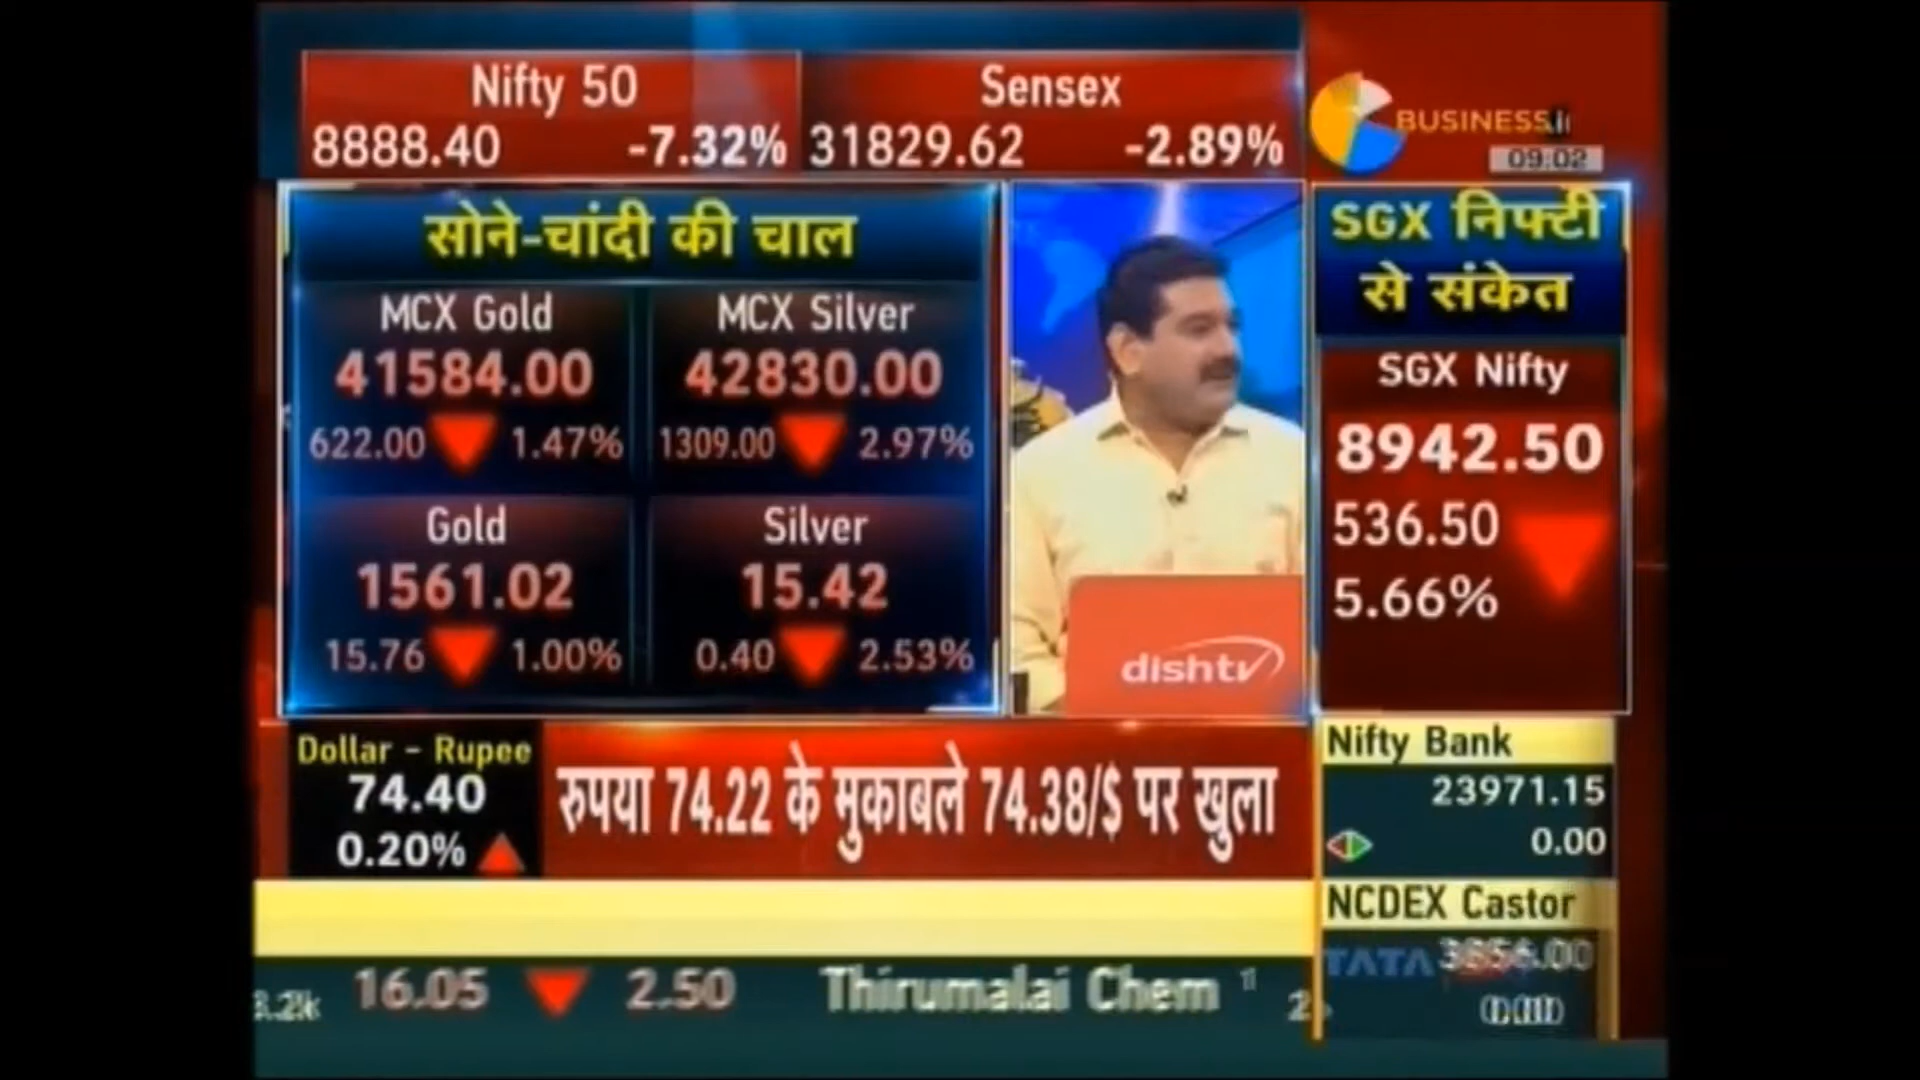 Nifty 50
8888.40 -7.32%
Sensex
31829.62 -2.89%
BUSINESS
09:02
सोने-चांदी की चाल
MCX Gold
41584.00
622.00 1.47%
MCX Silver
42830.00
1309.00 2.97%
Gold
1561.02
15.76 1.00%
Silver
15.42
0.40 2.53%
dishtv
SGX निफ्टी
से संकेत
SGX Nifty
8942.50
536.50
5.66%
Dollar - Rupee
74.40
0.20%
रुपया 74.22 के मुकाबले 74.38/$ पर खुला
Nifty Bank
23971.15
0.00
NCDEX Castor
TATA
16.05 2.50 Thirumalai Chem